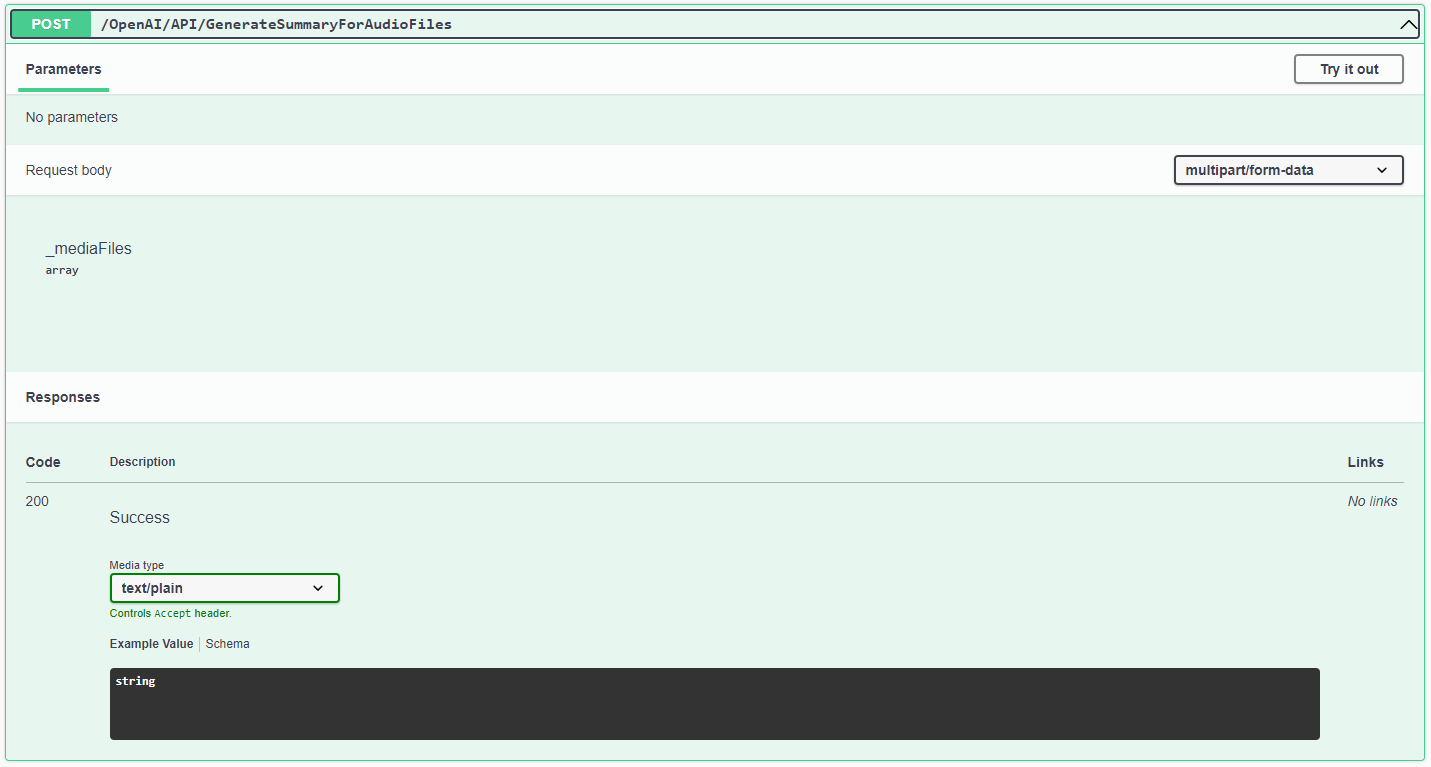 POST /OpenAI/API/GenerateSummaryForAudioFiles
Parameters
Try it out
No parameters
Request body
multipart/form-data
_mediaFiles
array
Responses
Code Description Links
200 Success No links
Media type
text/plain
Controls Accept header.
Example Value Schema
string